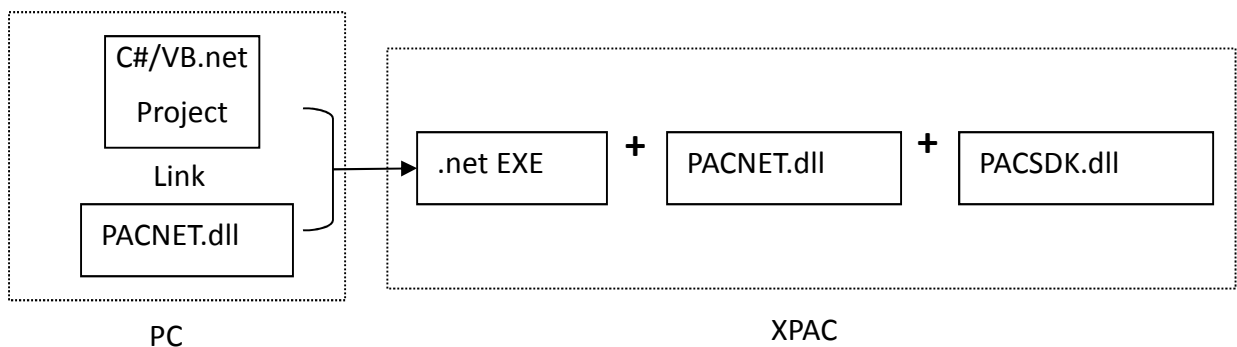 C#/VB.net
Project
Link
PACNET.dll
PC
.net EXE
+
PACNET.dll
+
PACSDK.dll
XPAC